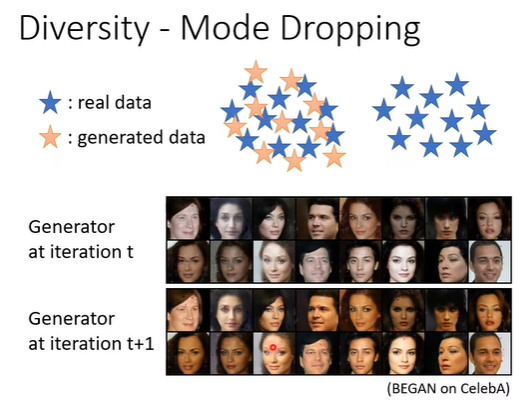 Diversity - Mode Dropping
: real data
: generated data
Generator
at iteration t
Generator
at iteration t+1
(BEGAN on CelebA)